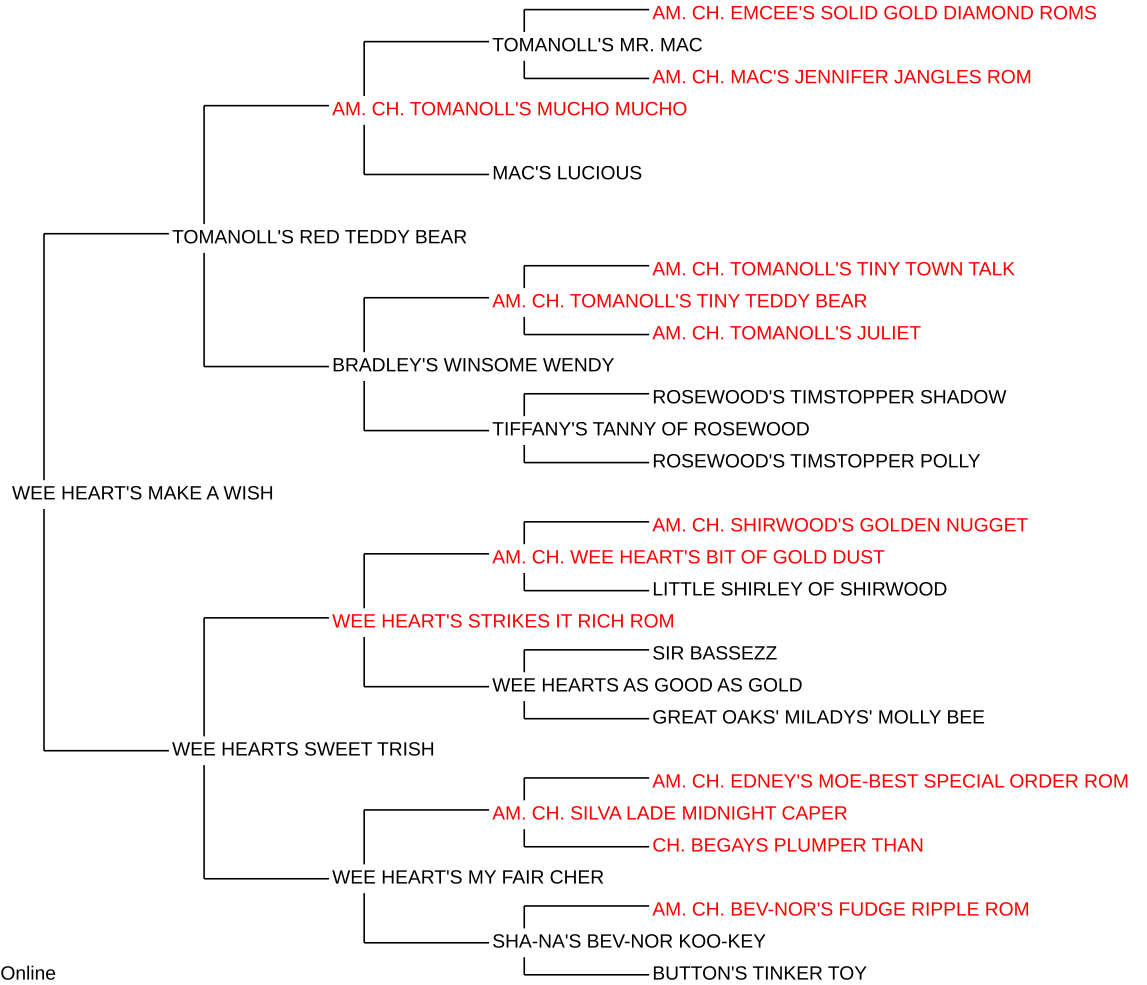 AM. CH. EMCEE'S SOLID GOLD DIAMOND ROMS
TOMANOLL'S MR. MAC
AM. CH. MAC'S JENNIFER JANGLES ROM
AM. CH. TOMANOLL'S MUCHO MUCHO
MAC'S LUCIOUS
TOMANOLL'S RED TEDDY BEAR
AM. CH. TOMANOLL'S TINY TOWN TALK
AM. CH. TOMANOLL'S TINY TEDDY BEAR
AM. CH. TOMANOLL'S JULIET
BRADLEY'S WINSOME WENDY
ROSEWOOD'S TIMSTOPPER SHADOW
TIFFANY'S TANNY OF ROSEWOOD
ROSEWOOD'S TIMSTOPPER POLLY
WEE HEART'S MAKE A WISH
AM. CH. SHIRWOOD'S GOLDEN NUGGET
AM. CH. WEE HEART'S BIT OF GOLD DUST
LITTLE SHIRLEY OF SHIRWOOD
WEE HEART'S STRIKES IT RICH ROM
SIR BASSEZZ
WEE HEARTS AS GOOD AS GOLD
GREAT OAKS' MILADYS' MOLLY BEE
WEE HEARTS SWEET TRISH
AM. CH. EDNEY'S MOE-BEST SPECIAL ORDER ROM
AM. CH. SILVA LADE MIDNIGHT CAPER
CH. BEGAYS PLUMPER THAN
WEE HEART'S MY FAIR CHER
AM. CH. BEV-NOR'S FUDGE RIPPLE ROM
SHA-NA'S BEV-NOR KOO-KEY
BUTTON'S TINKER TOY
Online